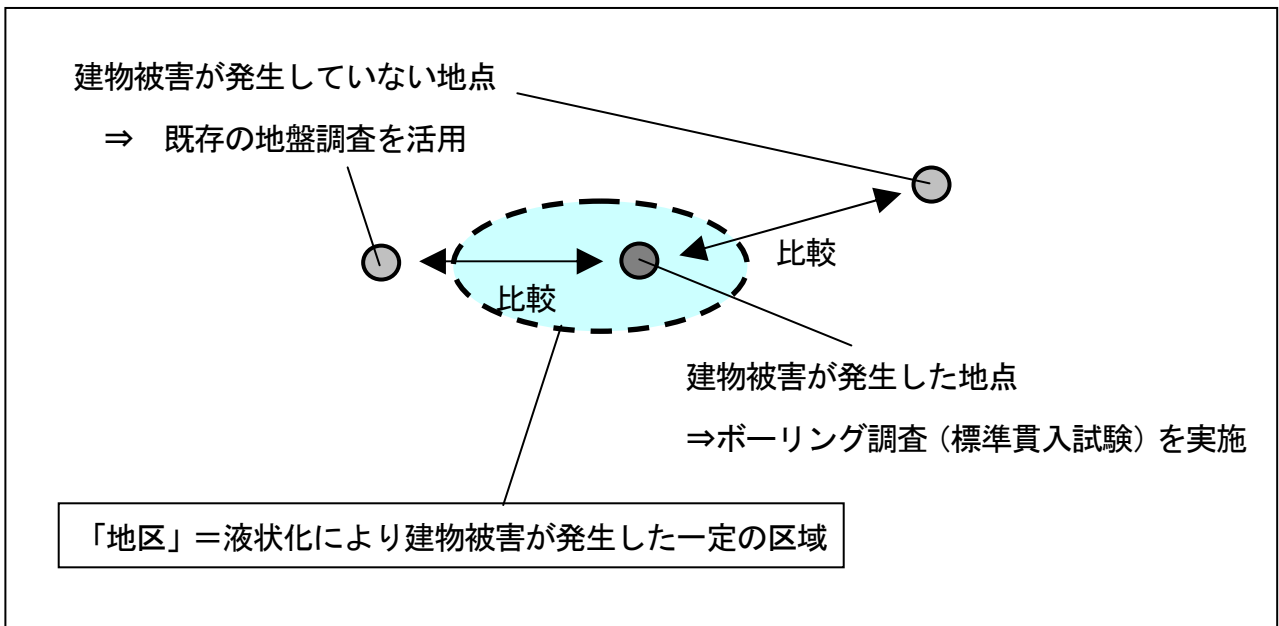 建物被害が発生していない地点
⇒　既存の地盤調査を活用
比較
比較
建物被害が発生した地点
⇒ボーリング調査（標準貫入試験）を実施
「地区」＝液状化により建物被害が発生した一定の区域